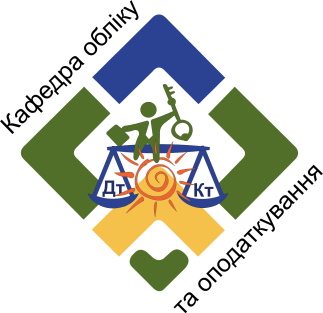 Кафедра обліку
Дт Кт
та оподаткування